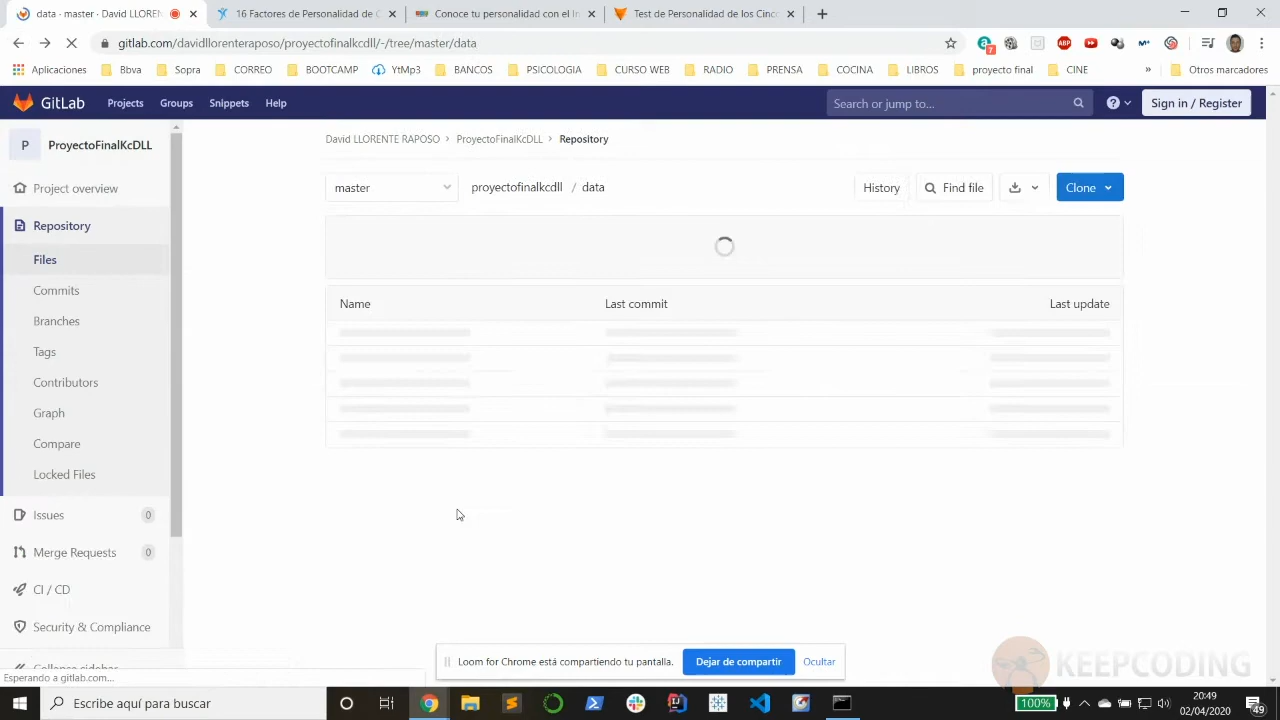 data - master - David LLOREN
16 Factores de Personalidad de C
Conoce tu personalidad con el In
Test de Personalidad de los Cinco
gitlab.com/davidllorenteraposo/proyectofinalkcdll/-/tree/master/data
7
ABP
Aplicaciones
Bbva
Sopra
CORREO
BOOTCAMP
YtMp3
BANCOS
PSICOLOGIA
CURSO WEB
RADIO
PRENSA
COCINA
LIBROS
proyecto final
CINE
»
Otros marcadores
GitLab
Projects
Groups
Snippets
Help
Search or jump to...
Sign in / Register
P
ProyectoFinalKcDLL
David LLORENTE RAPOSO > ProyectoFinalKcDLL > Repository
Project overview
master
proyectofinalkcdll / data
History
Find file
Clone
Repository
Files
Commits
Branches
Tags
Contributors
Graph
Compare
Locked Files
Name
Last commit
Last update
Issues 0
Merge Requests 0
CI / CD
Security & Compliance
Collapse sidebar
Esperando a gitlab.com...
Loom for Chrome está compartiendo tu pantalla.
Dejar de compartir
Ocultar
KEEPCODING
Escribe aquí para buscar
100%
20:49
02/04/2020
49